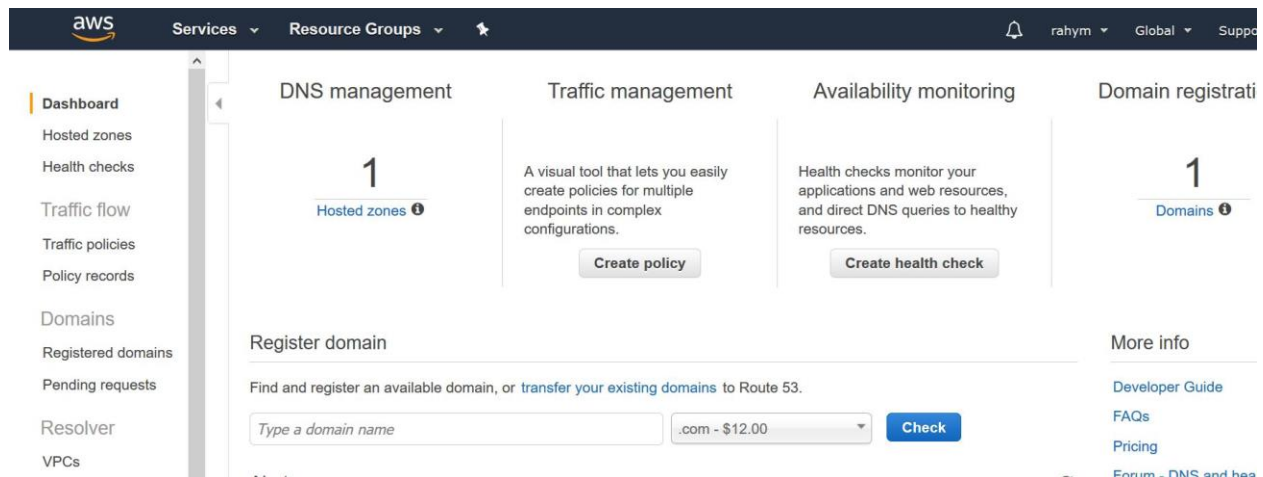 aws Services Resource Groups rahym Global Suppo
Dashboard
Hosted zones
Health checks
Traffic flow
Traffic policies
Policy records
Domains
Registered domains
Pending requests
Resolver
VPCs
DNS management
1
Hosted zones
Traffic management
A visual tool that lets you easily
create policies for multiple
endpoints in complex
configurations.
Create policy
Availability monitoring
Health checks monitor your
applications and web resources,
and direct DNS queries to healthy
resources.
Create health check
Domain registrati
1
Domains
Register domain
Find and register an available domain, or transfer your existing domains to Route 53.
Type a domain name
.com - $12.00
Check
More info
Developer Guide
FAQs
Pricing
Forum - DNS and hea